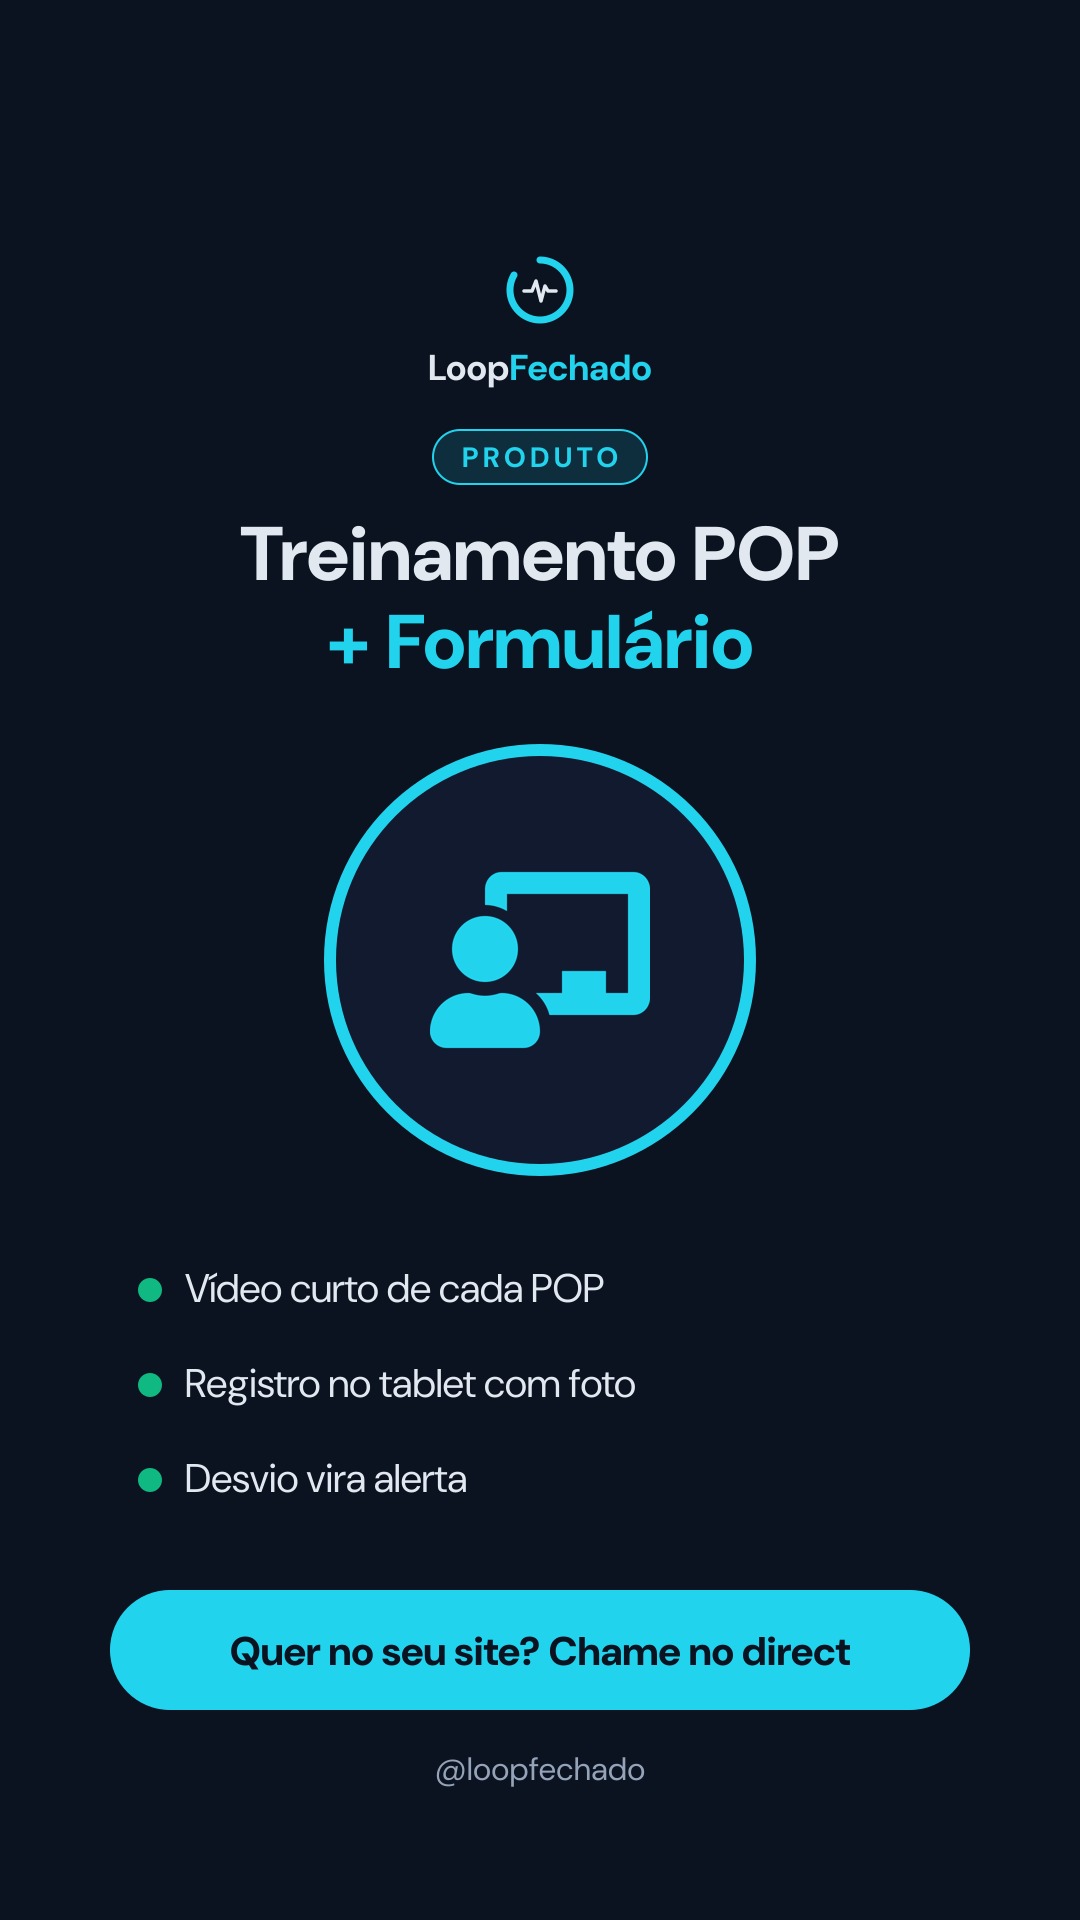 LoopFechado
PRODUTO
Treinamento POP
+ Formulário
Vídeo curto de cada POP
Registro no tablet com foto
Desvio vira alerta
Quer no seu site? Chame no direct
@loopfechado